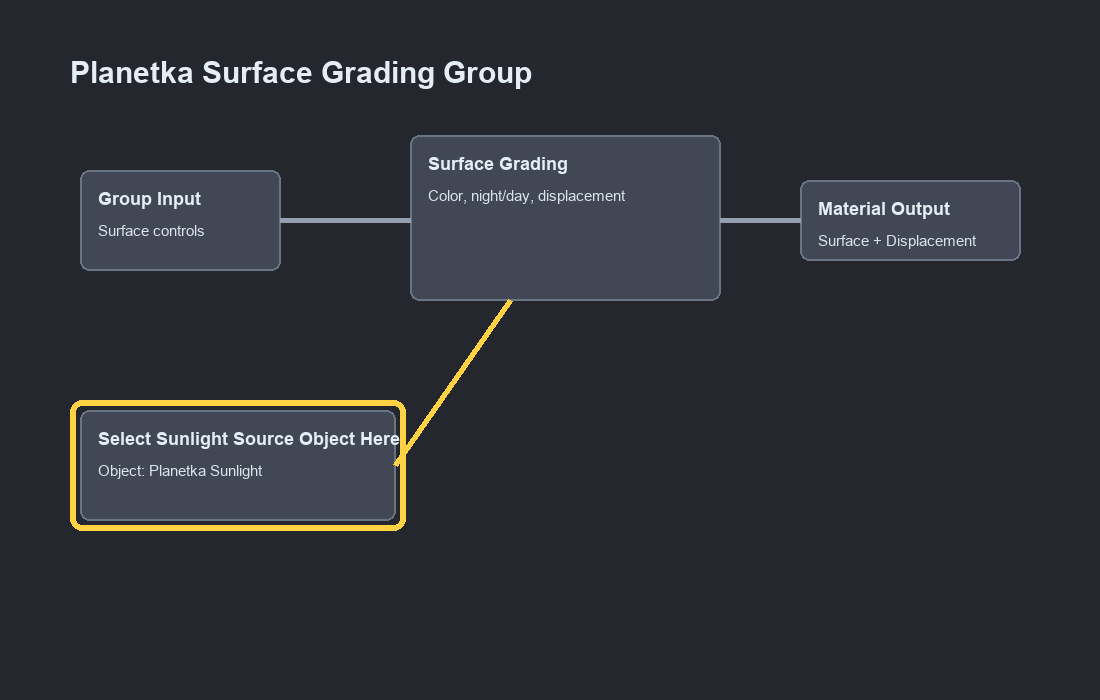 Planetka Surface Grading Group
Group Input
Surface controls
Surface Grading
Color, night/day, displacement
Material Output
Surface + Displacement
Select Sunlight Source Object Here
Object: Planetka Sunlight